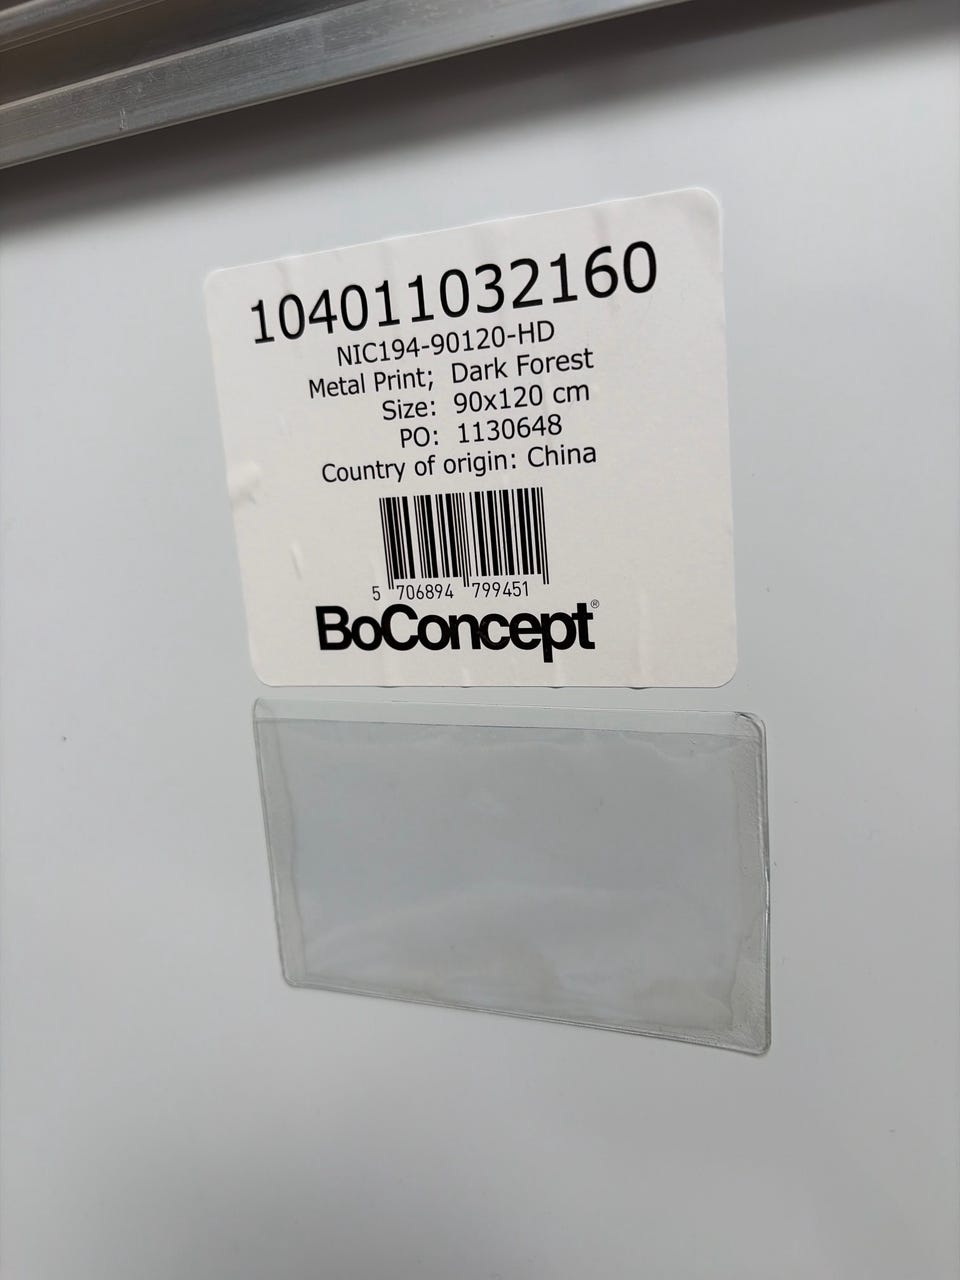 104011032160
NIC194-90120-HD
Metal Print; Dark Forest
Size: 90x120 cm
PO: 1130648
Country of origin: China
5 706894 799451
BoConcept®